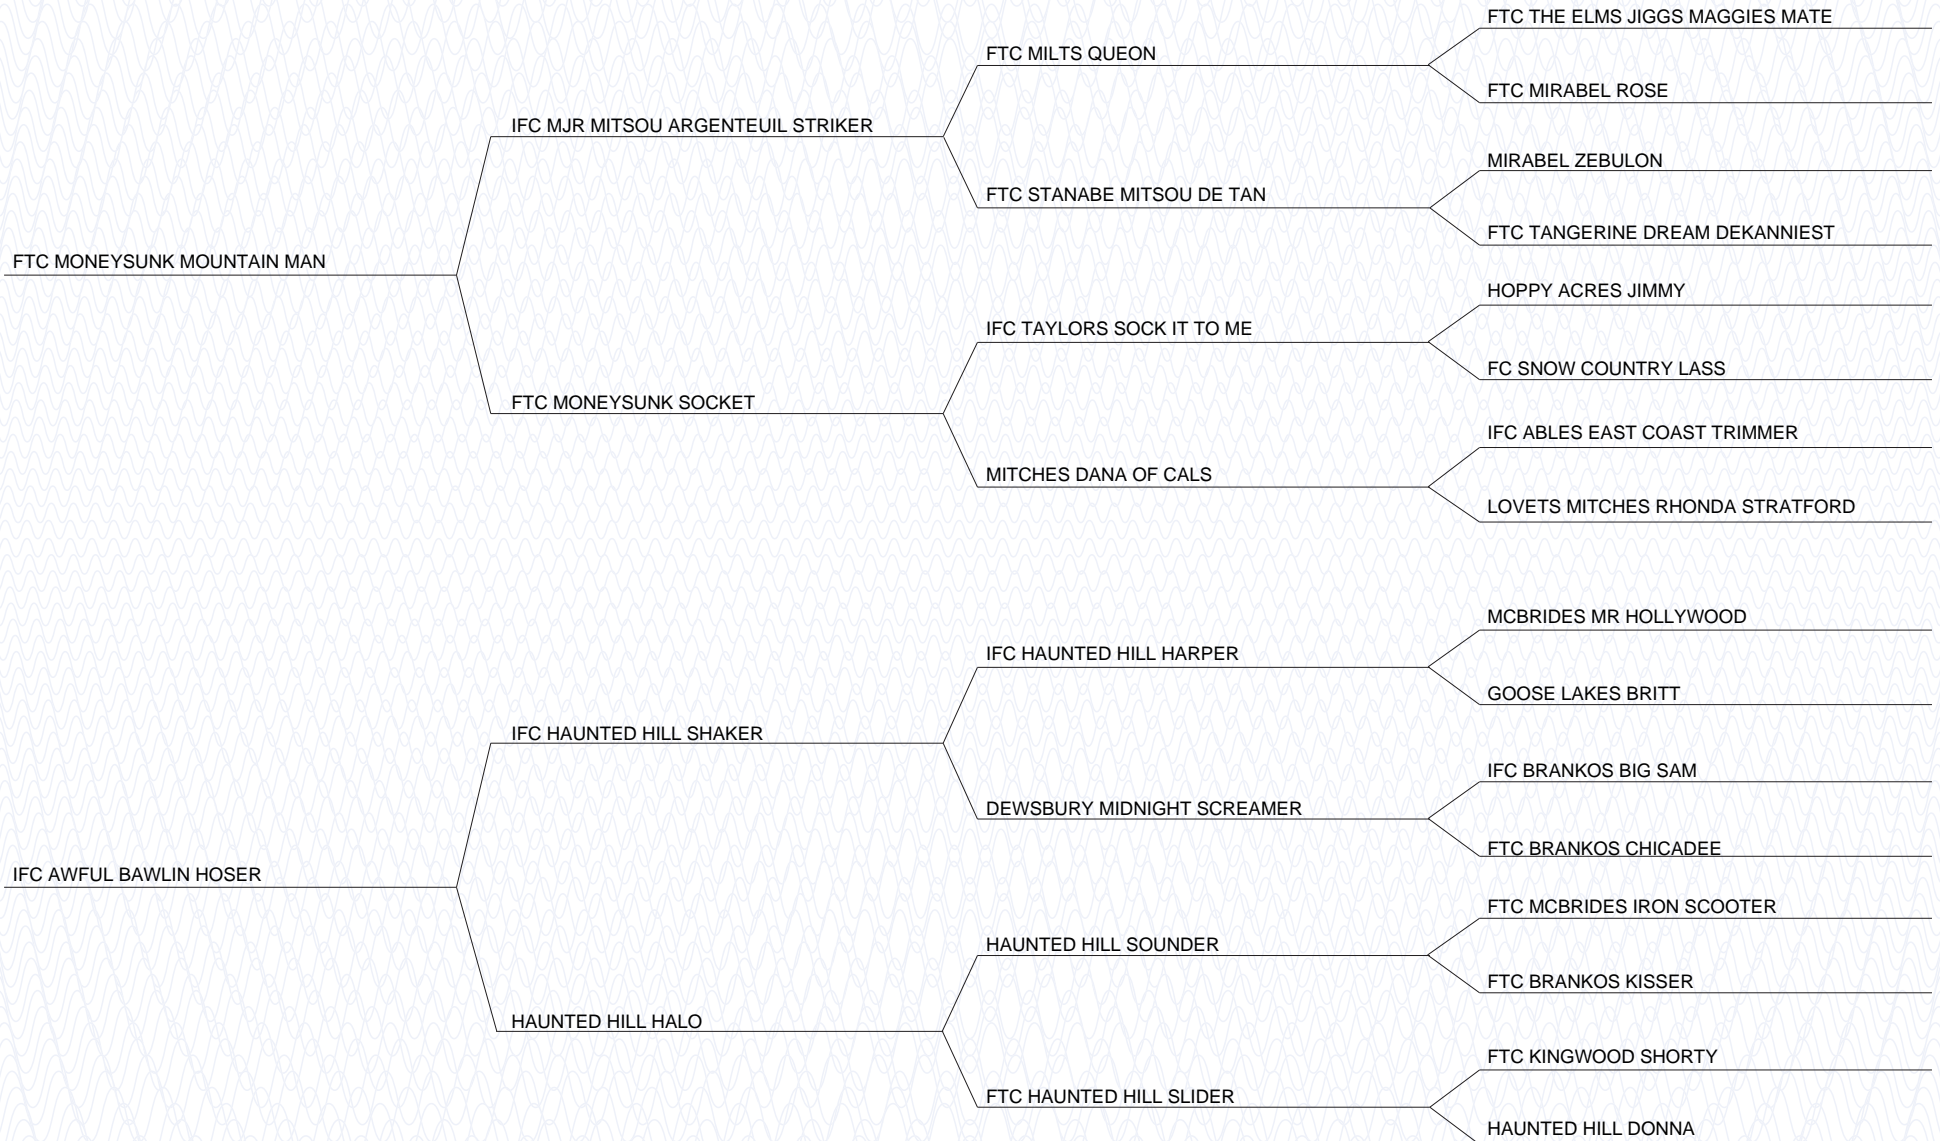 FTC THE ELMS JIGGS MAGGIES MATE
FTC MILTS QUEON
FTC MIRABEL ROSE
IFC MJR MITSOU ARGENTEUIL STRIKER
MIRABEL ZEBULON
FTC STANABE MITSOU DE TAN
FTC TANGERINE DREAM DEKANNIEST
FTC MONEYSUNK MOUNTAIN MAN
HOPPY ACRES JIMMY
IFC TAYLORS SOCK IT TO ME
FC SNOW COUNTRY LASS
FTC MONEYSUNK SOCKET
IFC ABLES EAST COAST TRIMMER
MITCHES DANA OF CALS
LOVETS MITCHES RHONDA STRATFORD
MCBRIDES MR HOLLYWOOD
IFC HAUNTED HILL HARPER
GOOSE LAKES BRITT
IFC HAUNTED HILL SHAKER
IFC BRANKOS BIG SAM
DEWSBURY MIDNIGHT SCREAMER
FTC BRANKOS CHICADEE
IFC AWFUL BAWLIN HOSER
FTC MCBRIDES IRON SCOOTER
HAUNTED HILL SOUNDER
FTC BRANKOS KISSER
HAUNTED HILL HALO
FTC KINGWOOD SHORTY
FTC HAUNTED HILL SLIDER
HAUNTED HILL DONNA